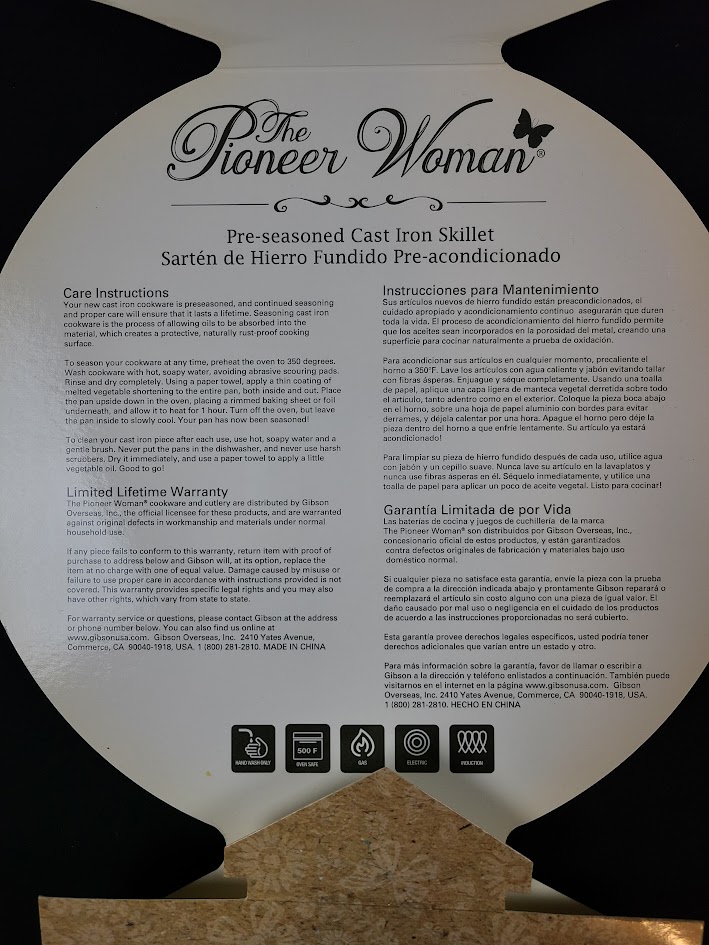 The
Pioneer Woman®
Pre-seasoned Cast Iron Skillet
Sartén de Hierro Fundido Pre-acondicionado
Care Instructions
Your new cast iron cookware is preseasoned, and continued seasoning
and proper care will ensure that it lasts a lifetime. Seasoning cast iron
cookware is the process of allowing oils to be absorbed into the
material, which creates a protective, naturally rust-proof cooking
surface.
To season your cookware at any time, preheat the oven to 350 degrees.
Wash cookware with hot, soapy water, avoiding abrasive scouring pads.
Rinse and dry completely. Using a paper towel, apply a thin coating of
melted vegetable shortening to the entire pan, both inside and out. Place
the pan upside down in the oven, placing a rimmed baking sheet or foil
underneath, and allow it to heat for 1 hour. Turn off the oven, but leave
the pan inside to slowly cool. Your pan has now been seasoned!
To clean your cast iron piece after each use, use hot, soapy water and a
gentle brush. Never put the pans in the dishwasher, and never use harsh
scrubbers. Dry it immediately, and use a paper towel to apply a little
vegetable oil. Good to go!
Limited Lifetime Warranty
The Pioneer Woman® cookware and cutlery are distributed by Gibson
Overseas, Inc., the official licensee for these products, and are warranted
against original defects in workmanship and materials under normal
household use.
If any piece fails to conform to this warranty, return item with proof of
purchase to address below and Gibson will, at its option, replace the
item at no charge with one of equal value. Damage caused by misuse or
failure to use proper care in accordance with instructions provided is not
covered. This warranty provides specific legal rights and you may also
have other rights, which vary from state to state.
For warranty service or questions, please contact Gibson at the address
or phone number below. You can also find us online at
www.gibsonusa.com. Gibson Overseas, Inc. 2410 Yates Avenue,
Commerce, CA 90040-1918, USA. 1 (800) 281-2810. MADE IN CHINA
Instrucciones para Mantenimiento
Sus artículos nuevos de hierro fundido están preacondicionados, el
cuidado apropiado y acondicionamiento continuo asegurarán que duren
toda la vida. El proceso de acondicionamiento del hierro fundido permite
que los aceites sean incorporados en la porosidad del metal, creando una
superficie para cocinar naturalmente a prueba de oxidación.
Para acondicionar sus artículos en cualquier momento, precaliente el
horno a 350°F. Lave los artículos con agua caliente y jabón evitando tallar
con fibras ásperas. Enjuague y séque completamente. Usando una toalla
de papel, aplique una capa ligera de manteca vegetal derretida sobre todo
el artículo, tanto adentro como en el exterior. Coloque la pieza boca abajo
en el horno, sobre una hoja de papel aluminio con bordes para evitar
derrames, y déjela calentar por una hora. Apague el horno pero déje la
pieza dentro del horno a que enfríe lentamente. Su artículo ya estará
acondicionado!
Para limpiar su pieza de hierro fundido después de cada uso, utilice agua
con jabón y un cepillo suave. Nunca lave su artículo en la lavaplatos y
nunca use fibras ásperas en él. Séquelo inmediatamente, y utilice una
toalla de papel para aplicar un poco de aceite vegetal. Listo para cocinar!
Garantía Limitada de por Vida
Las baterías de cocina y juegos de cuchillería de la marca
The Pioneer Woman® son distribuidos por Gibson Overseas, Inc.,
concesionario oficial de estos productos, y están garantizados
contra defectos originales de fabricación y materiales bajo uso
doméstico normal.
Si cualquier pieza no satisface esta garantía, envíe la pieza con la prueba
de compra a la dirección indicada abajo y prontamente Gibson reparará o
reemplazará el artículo sin costo alguno con una pieza de igual valor. El
daño causado por mal uso o negligencia en el cuidado de los productos
de acuerdo a las instrucciones proporcionadas no será cubierto.
Esta garantía provee derechos legales específicos, usted podría tener
derechos adicionales que varían entre un estado y otro.
Para más información sobre la garantía, favor de llamar o escribir a
Gibson a la dirección y teléfono enlistados a continuación. También puede
visitarnos en el internet en la página www.gibsonusa.com. Gibson
Overseas, Inc. 2410 Yates Avenue, Commerce, CA 90040-1918, USA.
1 (800) 281-2810. HECHO EN CHINA
HAND WASH ONLY
500 F
OVEN SAFE
GAS
ELECTRIC
INDUCTION